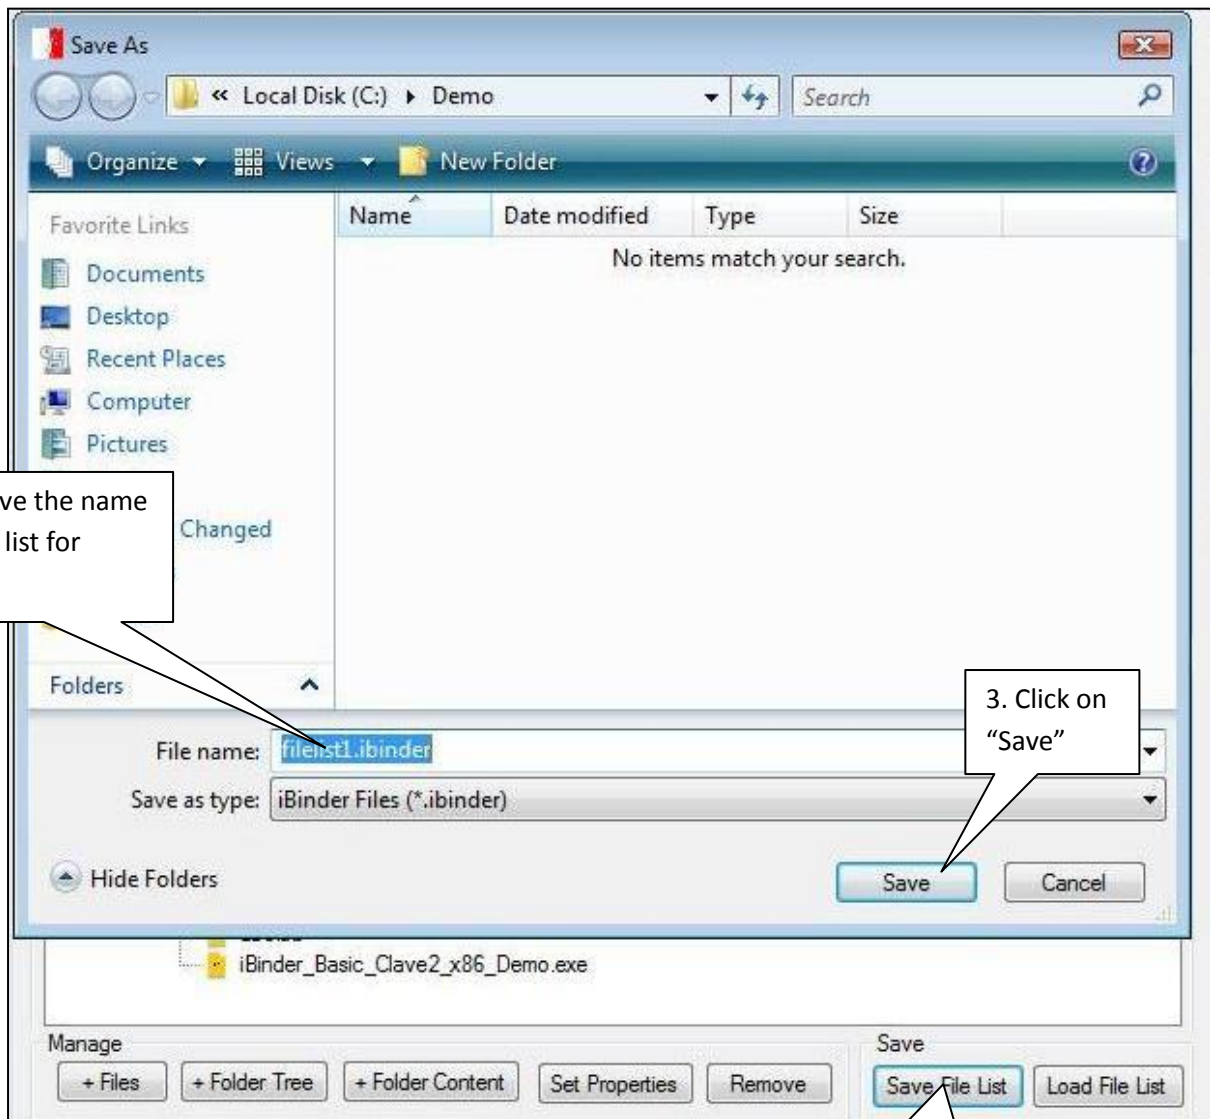 Save As
« Local Disk (C:) Demo Search
Organize Views New Folder
Favorite Links
Name Date modified Type Size
No items match your search.
Documents
Desktop
Recent Places
Computer
Pictures
the name
list for
Changed
Folders
3. Click on
“Save”
File name: filelist1.ibinder
Save as type: iBinder Files (*.ibinder)
Hide Folders Save Cancel
iBinder_Basic_Clave2_x86_Demo.exe
Manage Save
+ Files + Folder Tree + Folder Content Set Properties Remove Save File List Load File List